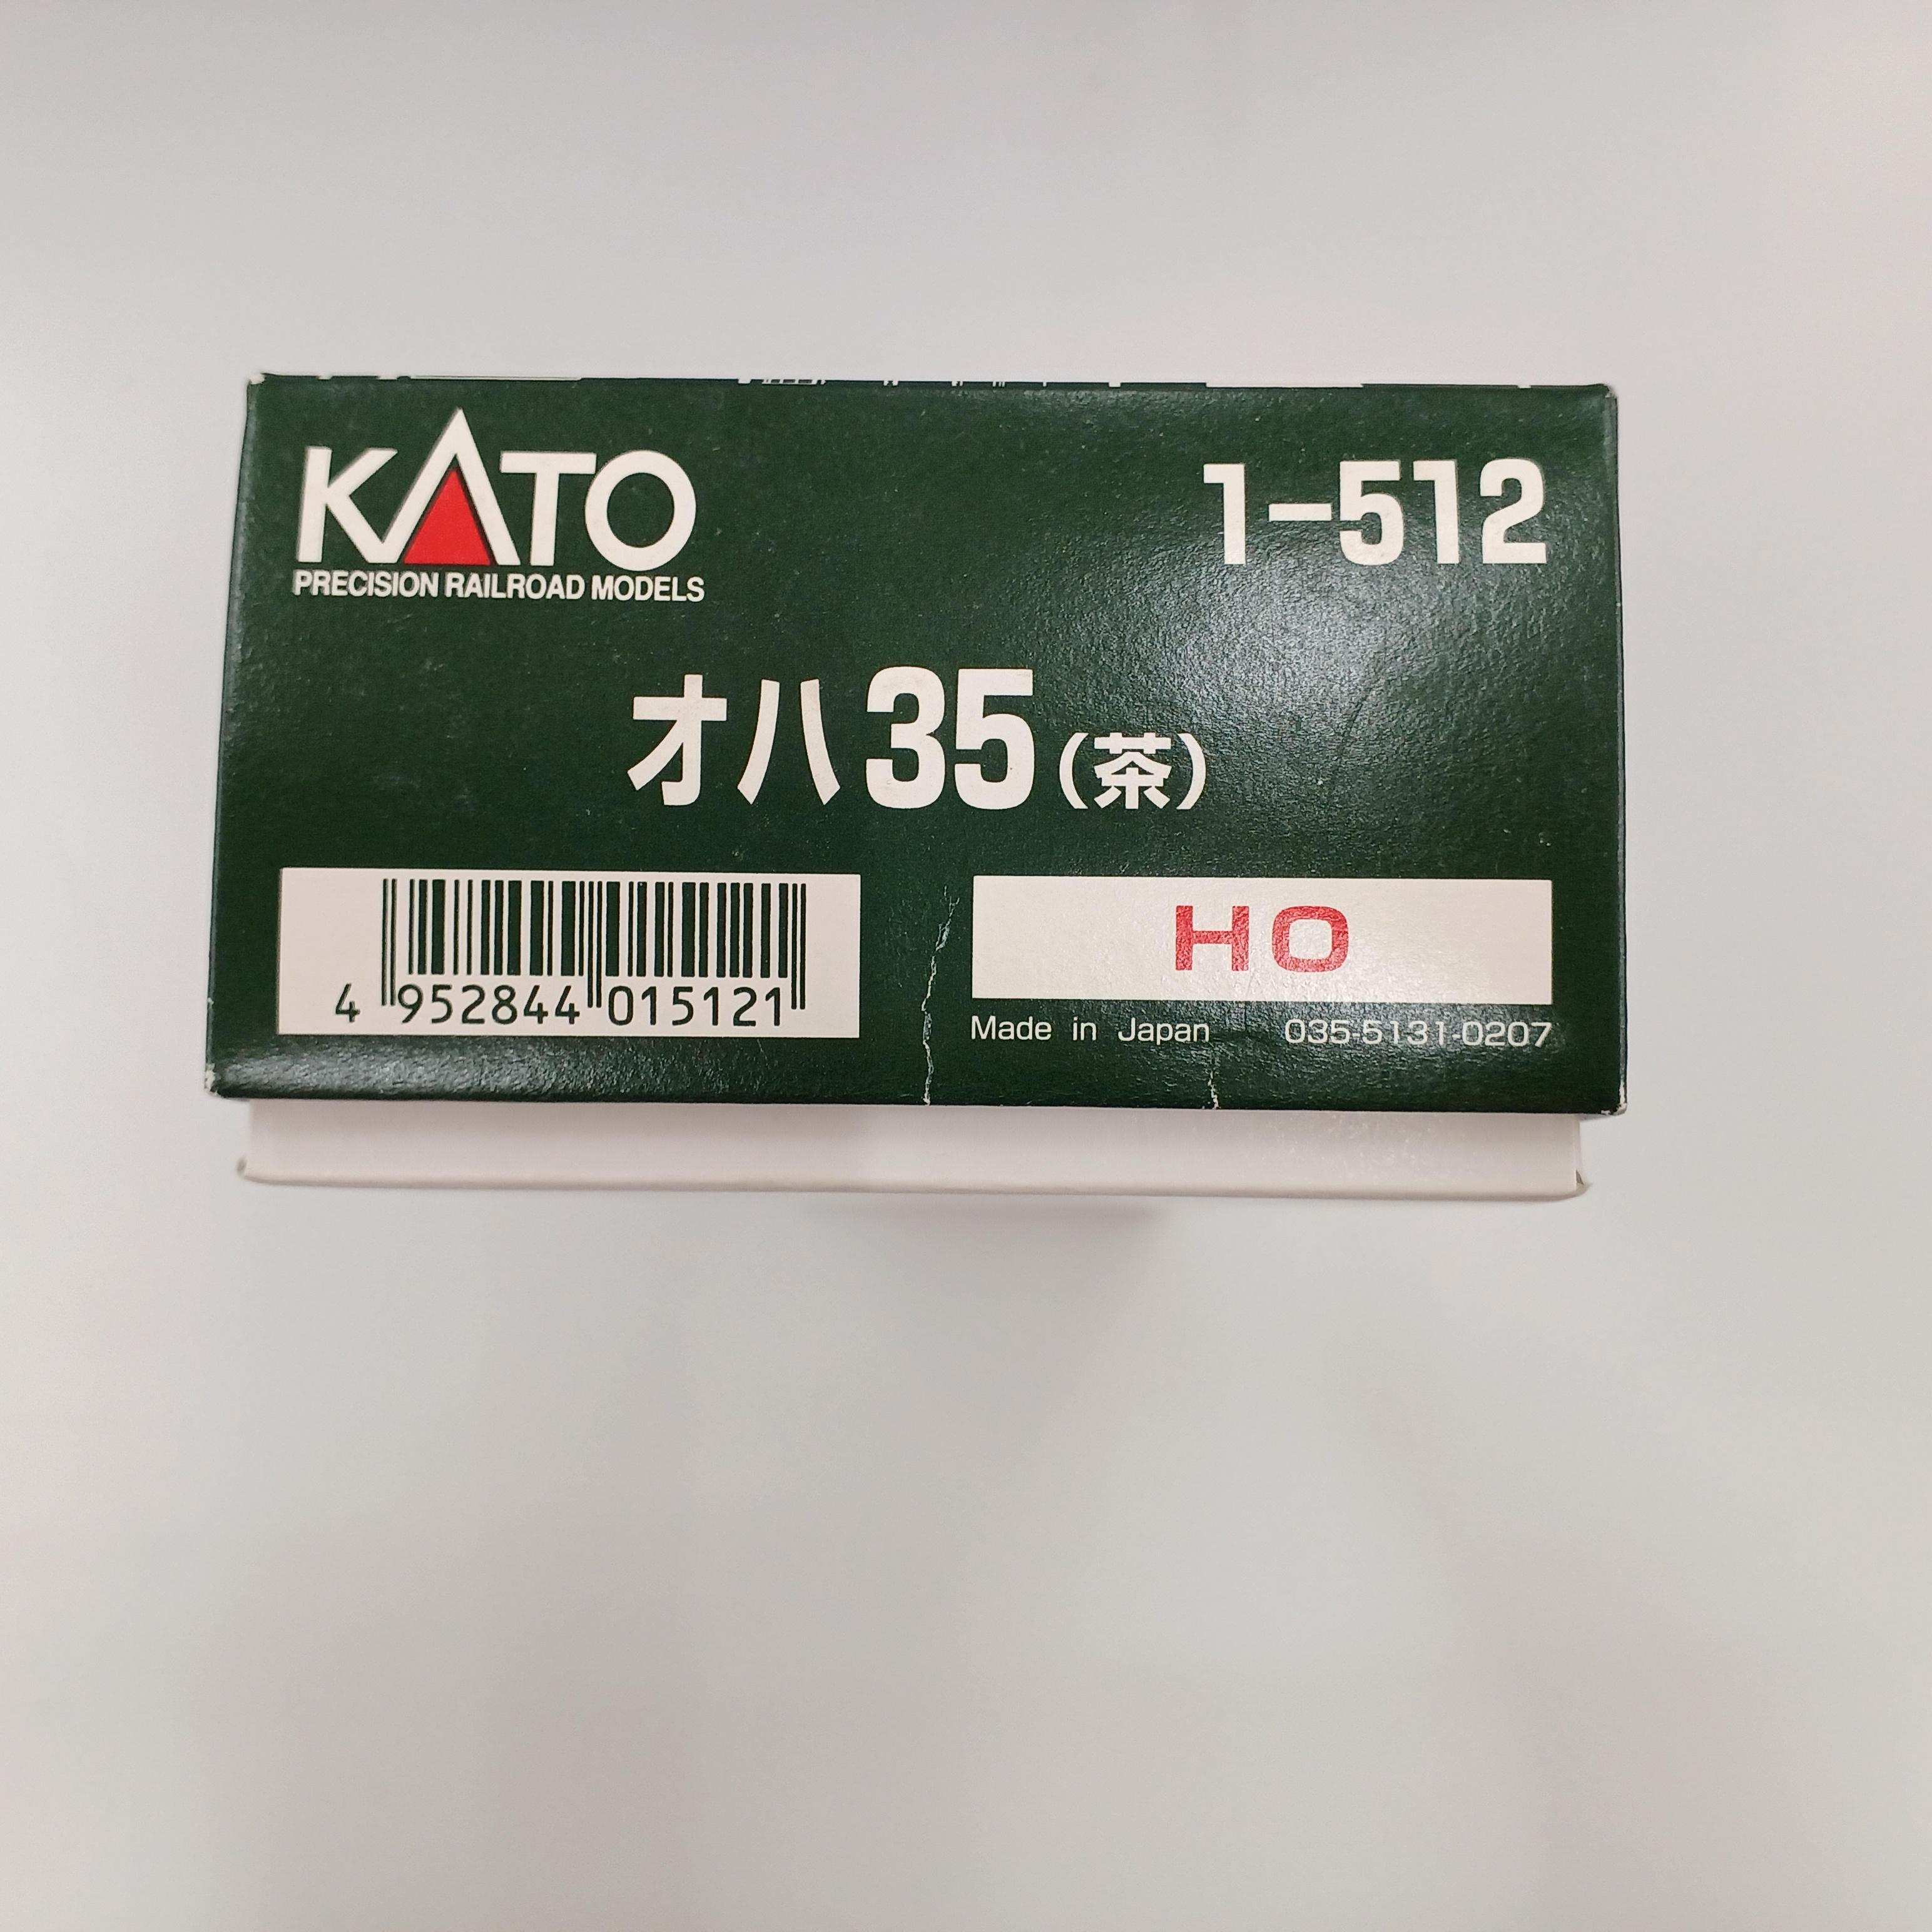 KATO
PRECISION RAILROAD MODELS
1-512
オハ35(茶)
4 952844 015121
HO
Made in Japan 035-5131-0207